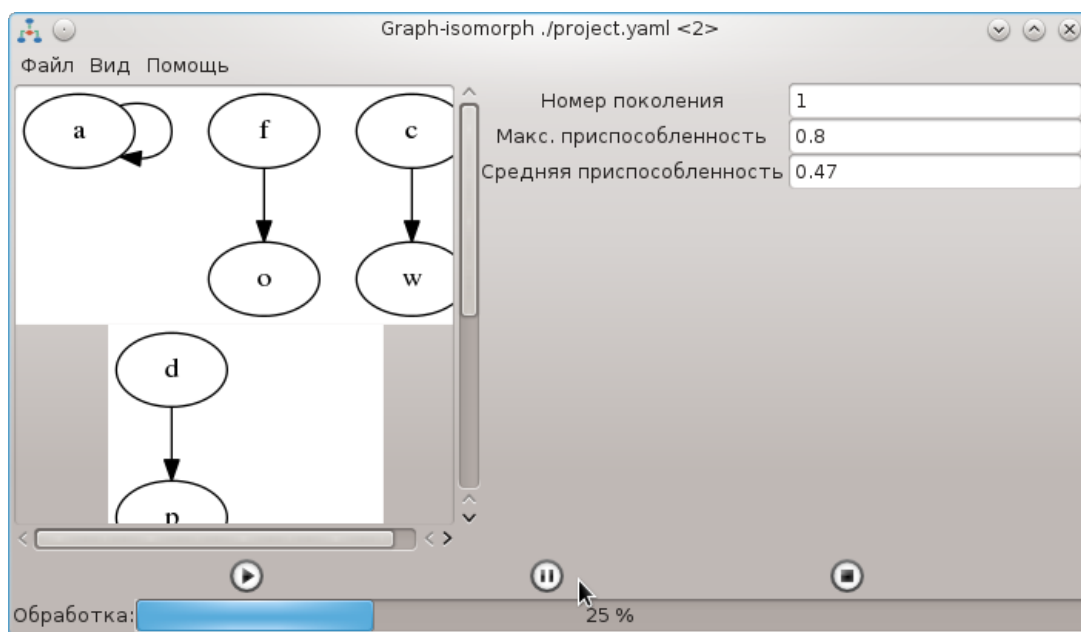 Graph-isomorph ./project.yaml <2>
Файл Вид Помощь
a f c
o w
d
p
Номер поколения 1
Макс. приспособленность 0.8
Средняя приспособленность 0.47
Обработка: 25 %